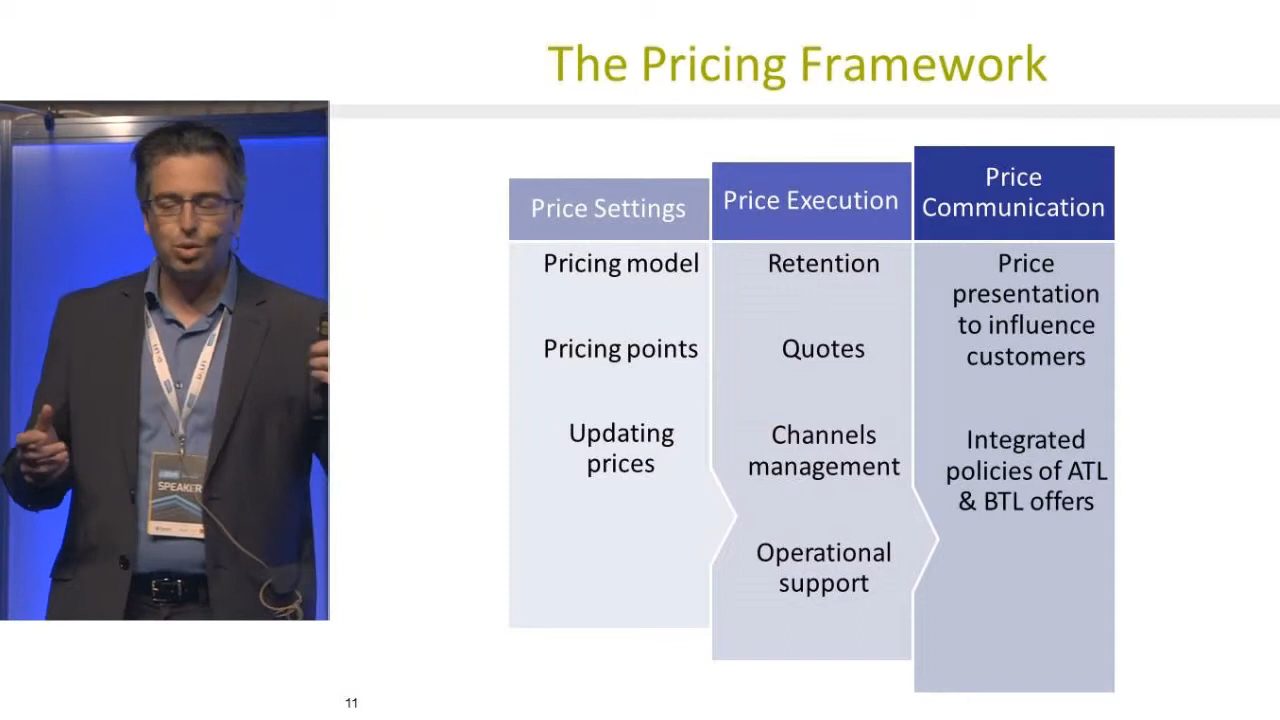 The Pricing Framework
Price Settings
Pricing model
Pricing points
Updating
prices
Price Execution
Retention
Quotes
Channels
management
Operational
support
Price
Communication
Price
presentation
to influence
customers
Integrated
policies of ATL
& BTL offers
SPEAKER
11